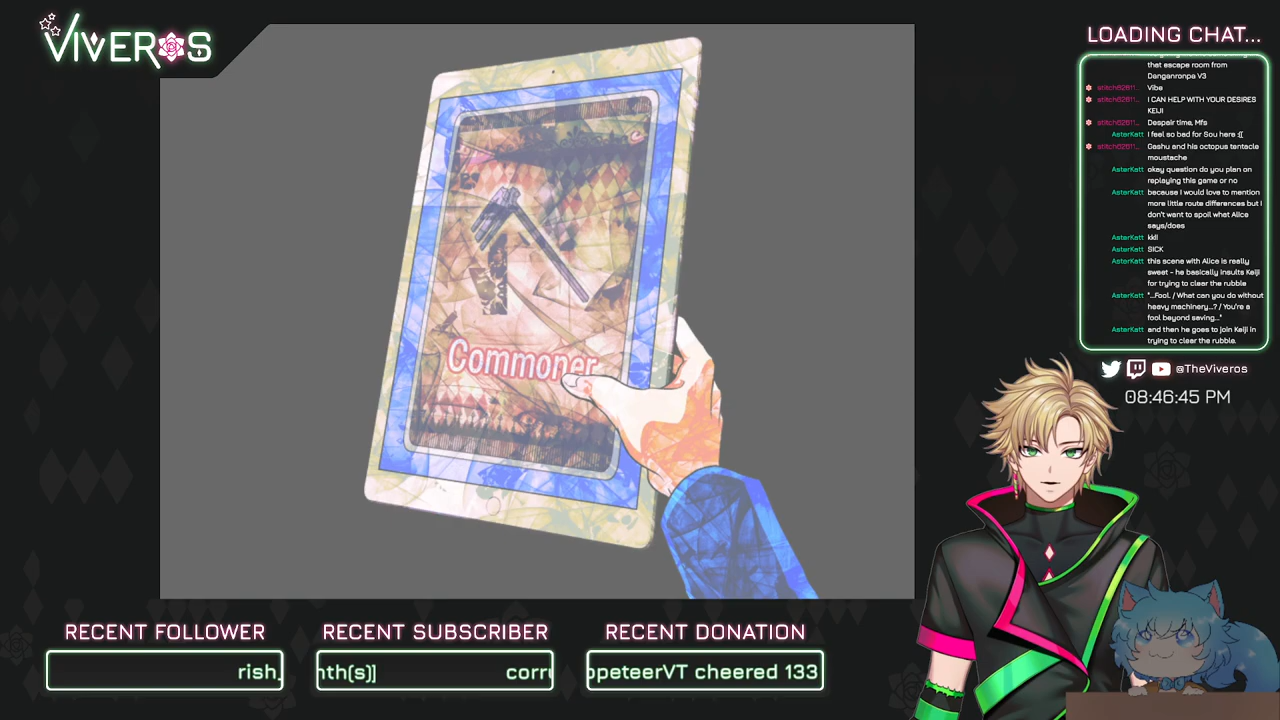 VIVEROS
LOADING CHAT...
that escape room from
Danganronpa V3
Vibe
I CAN HELP WITH YOUR DESIRES
KEIJI
Despair time, Mfs
AsterKatt I feel so bad for Sou here :((
Gashu and his octopus tentacle
moustache
AsterKatt okay question do you plan on
replaying this game or no
AsterKatt because I would love to mention
more little route differences but I
don't want to spoil what Alice
says/does
AsterKatt kk!!
AsterKatt SICK
AsterKatt this scene with Alice is really
sweet - he basically insults Keiji
for trying to clear the rubble
AsterKatt "...Fool. / What can you do without
heavy machinery...? / You're a
fool beyond saving..."
AsterKatt and then he goes to join Keiji in
trying to clear the rubble.
Commoner
@TheViveros
08:46:45 PM
RECENT FOLLOWER
RECENT SUBSCRIBER
RECENT DONATION
rish_
nth(s)]
corr
opeteerVT cheered 133